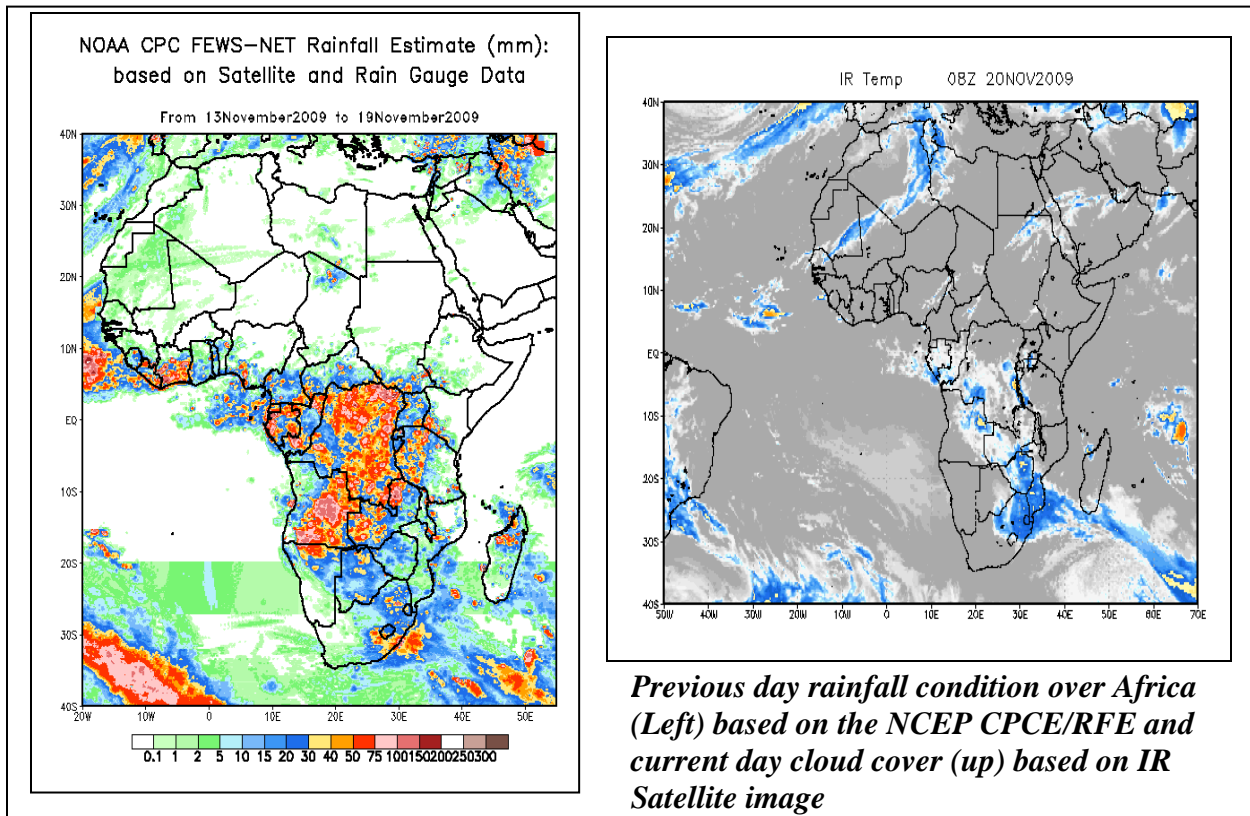 NOAA CPC FEWS-NET Rainfall Estimate (mm):
based on Satellite and Rain Gauge Data
From 13November2009 to 19November2009
40N
30N
20N
10N
EQ
10S
20S
30S
40S
20W 10W 0 10E 20E 30E 40E 50E
0.1 1 2 5 10 15 20 30 40 50 75 100150200250300
IR Temp 08Z 20NOV2009
40N
30N
20N
10N
EQ
10S
20S
30S
40S
50W 40W 30W 20W 10W 0 10E 20E 30E 40E 50E 60E 70E
Previous day rainfall condition over Africa
(Left) based on the NCEP CPCE/RFE and
current day cloud cover (up) based on IR
Satellite image